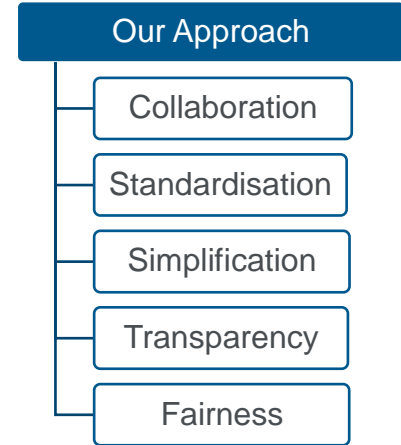 Our Approach
Collaboration
Standardisation
Simplification
Transparency
Fairness